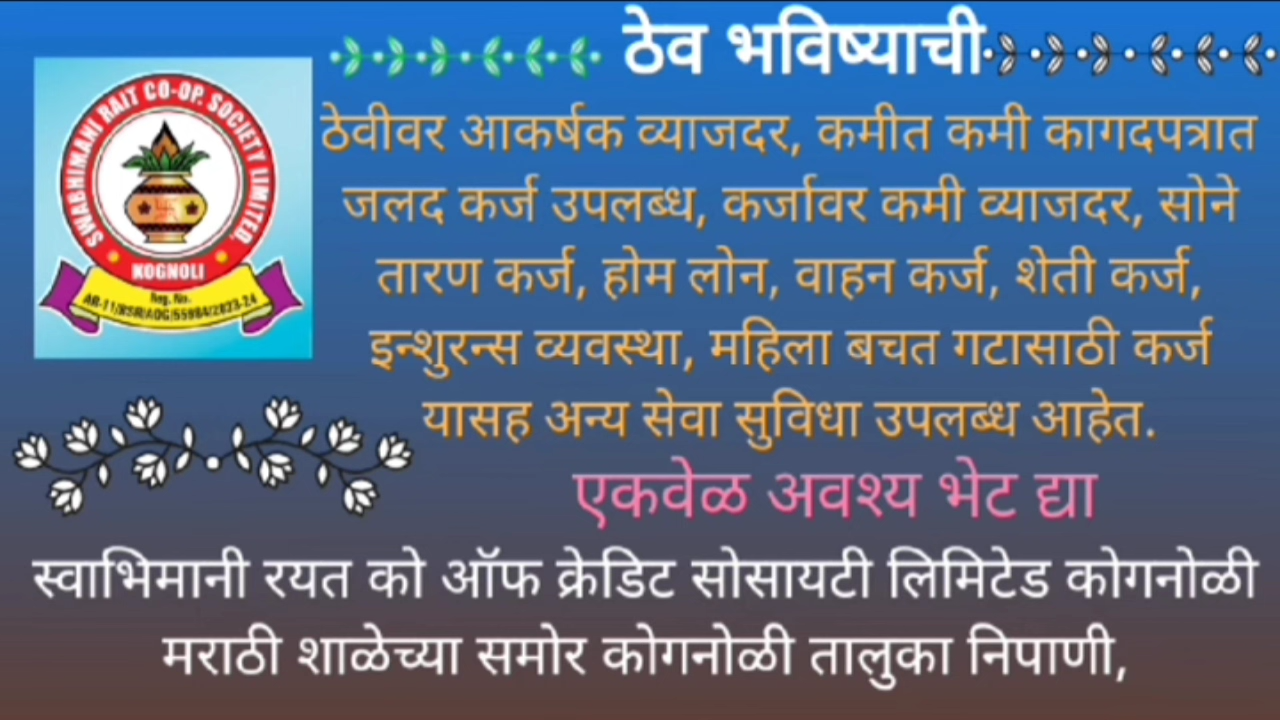 ठेव भविष्याची
SWABHIMANI RAIT CO-OP. SOCIETY LIMITED.
KOGNOLI
Reg. No.
ठेवीवर आकर्षक व्याजदर, कमीत कमी कागदपत्रात
जलद कर्ज उपलब्ध, कर्जावर कमी व्याजदर, सोने
तारण कर्ज, होम लोन, वाहन कर्ज, शेती कर्ज,
इन्शुरन्स व्यवस्था, महिला बचत गटासाठी कर्ज
यासह अन्य सेवा सुविधा उपलब्ध आहेत.
एकवेळ अवश्य भेट द्या
स्वाभिमानी रयत को ऑफ क्रेडिट सोसायटी लिमिटेड कोगनोळी
मराठी शाळेच्या समोर कोगनोळी तालुका निपाणी,